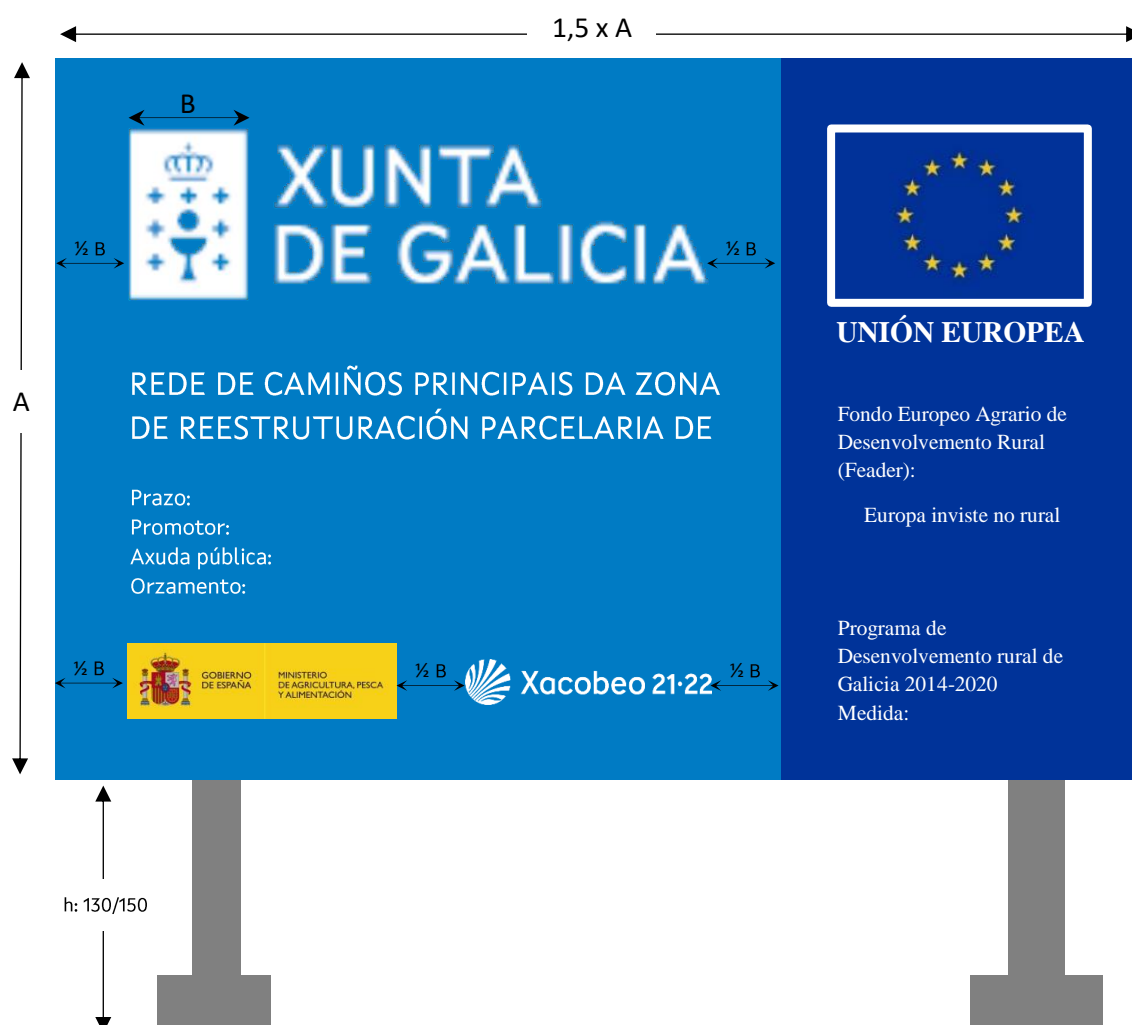 1,5 x A
B
XUNTA
DE GALICIA
½ B
½ B
UNIÓN EUROPEA
A
REDE DE CAMIÑOS PRINCIPAIS DA ZONA
DE REESTRUTURACIÓN PARCELARIA DE
Fondo Europeo Agrario de
Desenvolvemento Rural
(Feader):
Europa inviste no rural
Prazo:
Promotor:
Axuda pública:
Orzamento:
½ B
GOBIERNO
DE ESPAÑA
MINISTERIO
DE AGRICULTURA, PESCA
Y ALIMENTACIÓN
½ B
Xacobeo 21·22
½ B
Programa de
Desenvolvemento rural de
Galicia 2014-2020
Medida:
h: 130/150